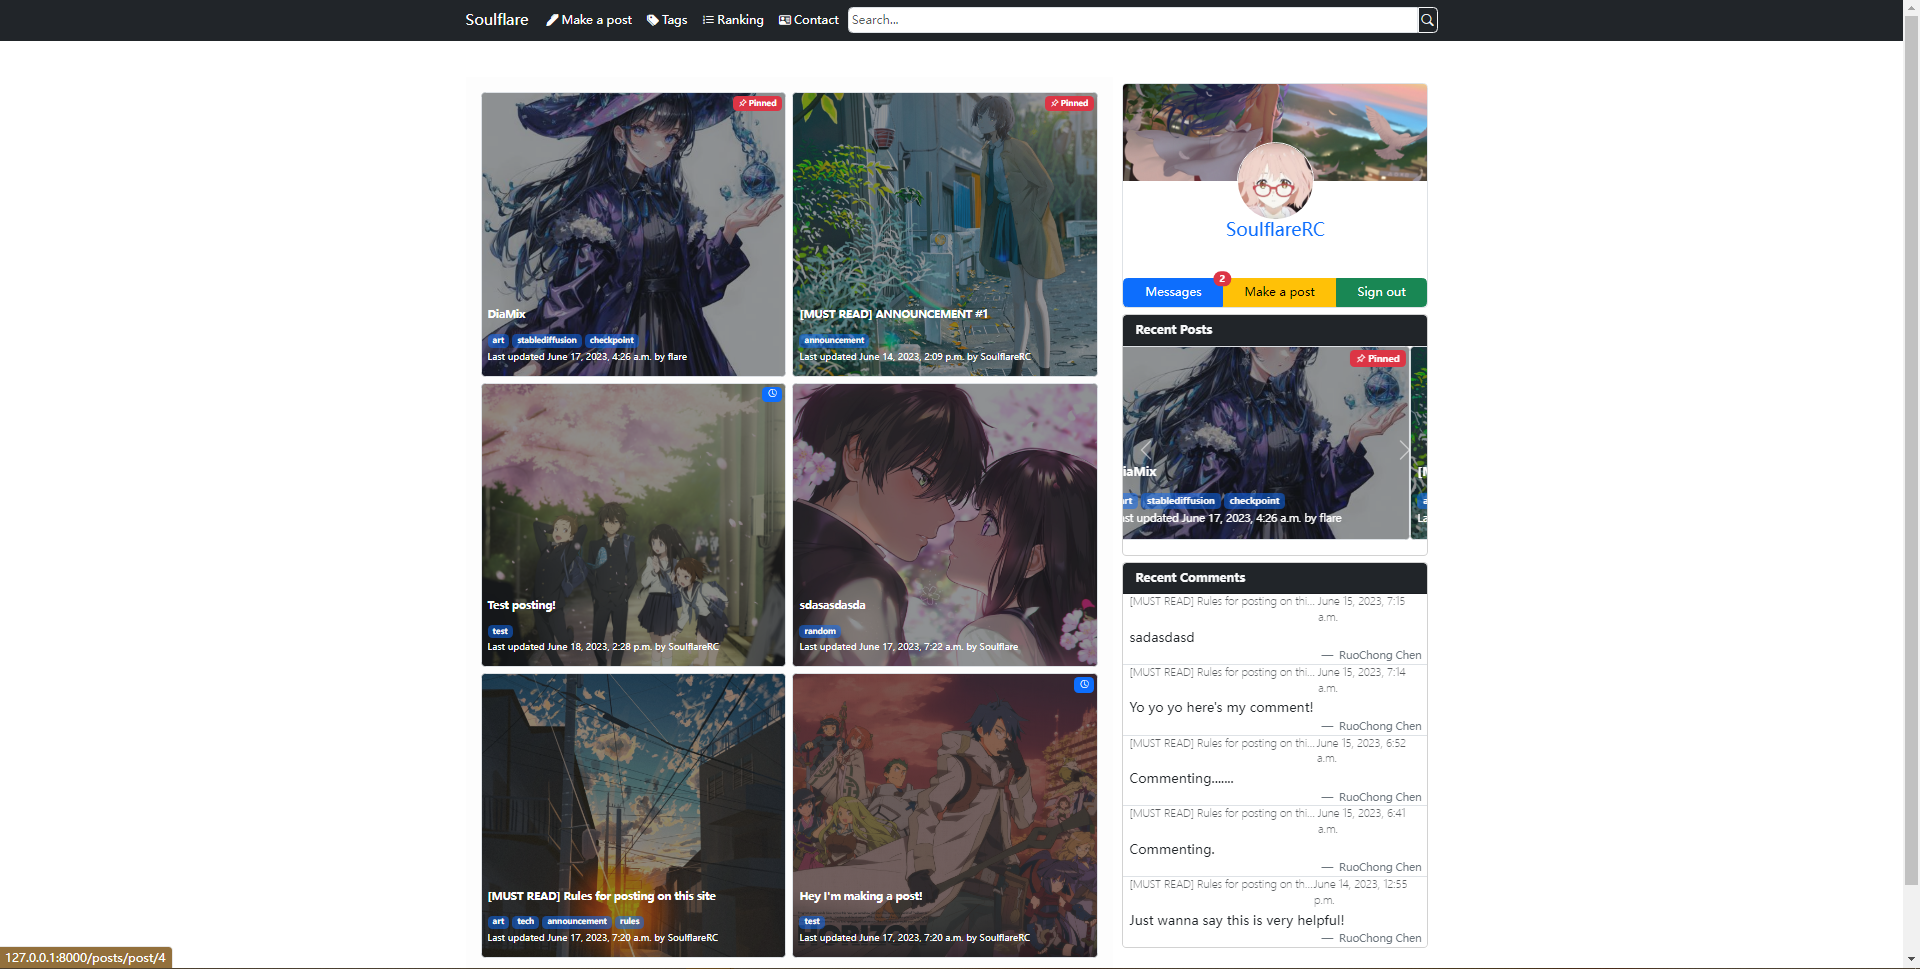 Soulflare
Make a post
Tags
Ranking
Contact
Search...
Pinned
DiaMix
art stablediffusion checkpoint
Last updated June 17, 2023, 4:26 a.m. by flare
Pinned
[MUST READ] ANNOUNCEMENT #1
announcement
Last updated June 14, 2023, 2:09 p.m. by SoulflareRC
Test posting!
test
Last updated June 18, 2023, 2:28 p.m. by SoulflareRC
sdasasdasda
random
Last updated June 17, 2023, 7:22 a.m. by Soulflare
[MUST READ] Rules for posting on this site
art tech announcement rules
Last updated June 17, 2023, 7:20 a.m. by SoulflareRC
Hey I'm making a post!
test
Last updated June 17, 2023, 7:20 a.m. by SoulflareRC
SoulflareRC
Messages
2
Make a post
Sign out
Recent Posts
Pinned
iaMix
[M
art stablediffusion checkpoint
a
st updated June 17, 2023, 4:26 a.m. by flare
La
Recent Comments
[MUST READ] Rules for posting on thi... June 15, 2023, 7:15
a.m.
sadasdasd
— RuoChong Chen
[MUST READ] Rules for posting on thi... June 15, 2023, 7:14
a.m.
Yo yo yo here's my comment!
— RuoChong Chen
[MUST READ] Rules for posting on thi... June 15, 2023, 6:52
a.m.
Commenting.......
— RuoChong Chen
[MUST READ] Rules for posting on thi... June 15, 2023, 6:41
a.m.
Commenting.
— RuoChong Chen
[MUST READ] Rules for posting on th... June 14, 2023, 12:55
p.m.
Just wanna say this is very helpful!
— RuoChong Chen
127.0.0.1:8000/posts/post/4